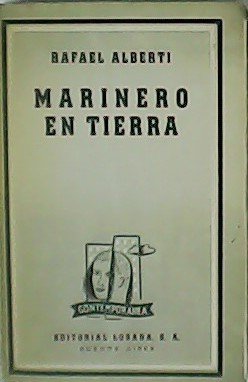 RAFAEL ALBERTI
MARINERO
EN TIERRA
CONTEMPORANEA
EDITORIAL LOSADA, S. A.
BUENOS AIRES